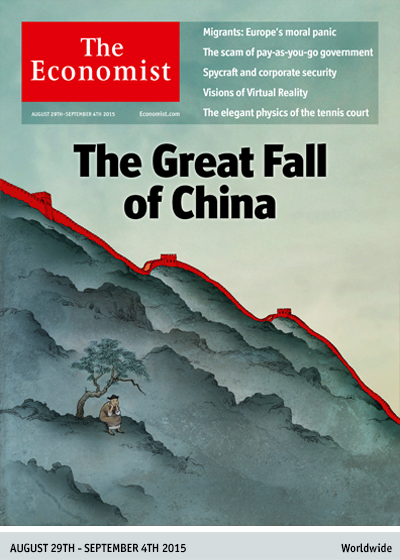 The
Economist
AUGUST 29TH–SEPTEMBER 4TH 2015 Economist.com
Migrants: Europe's moral panic
The scam of pay-as-you-go government
Spycraft and corporate security
Visions of Virtual Reality
The elegant physics of the tennis court
The Great Fall
of China
AUGUST 29TH - SEPTEMBER 4TH 2015 Worldwide